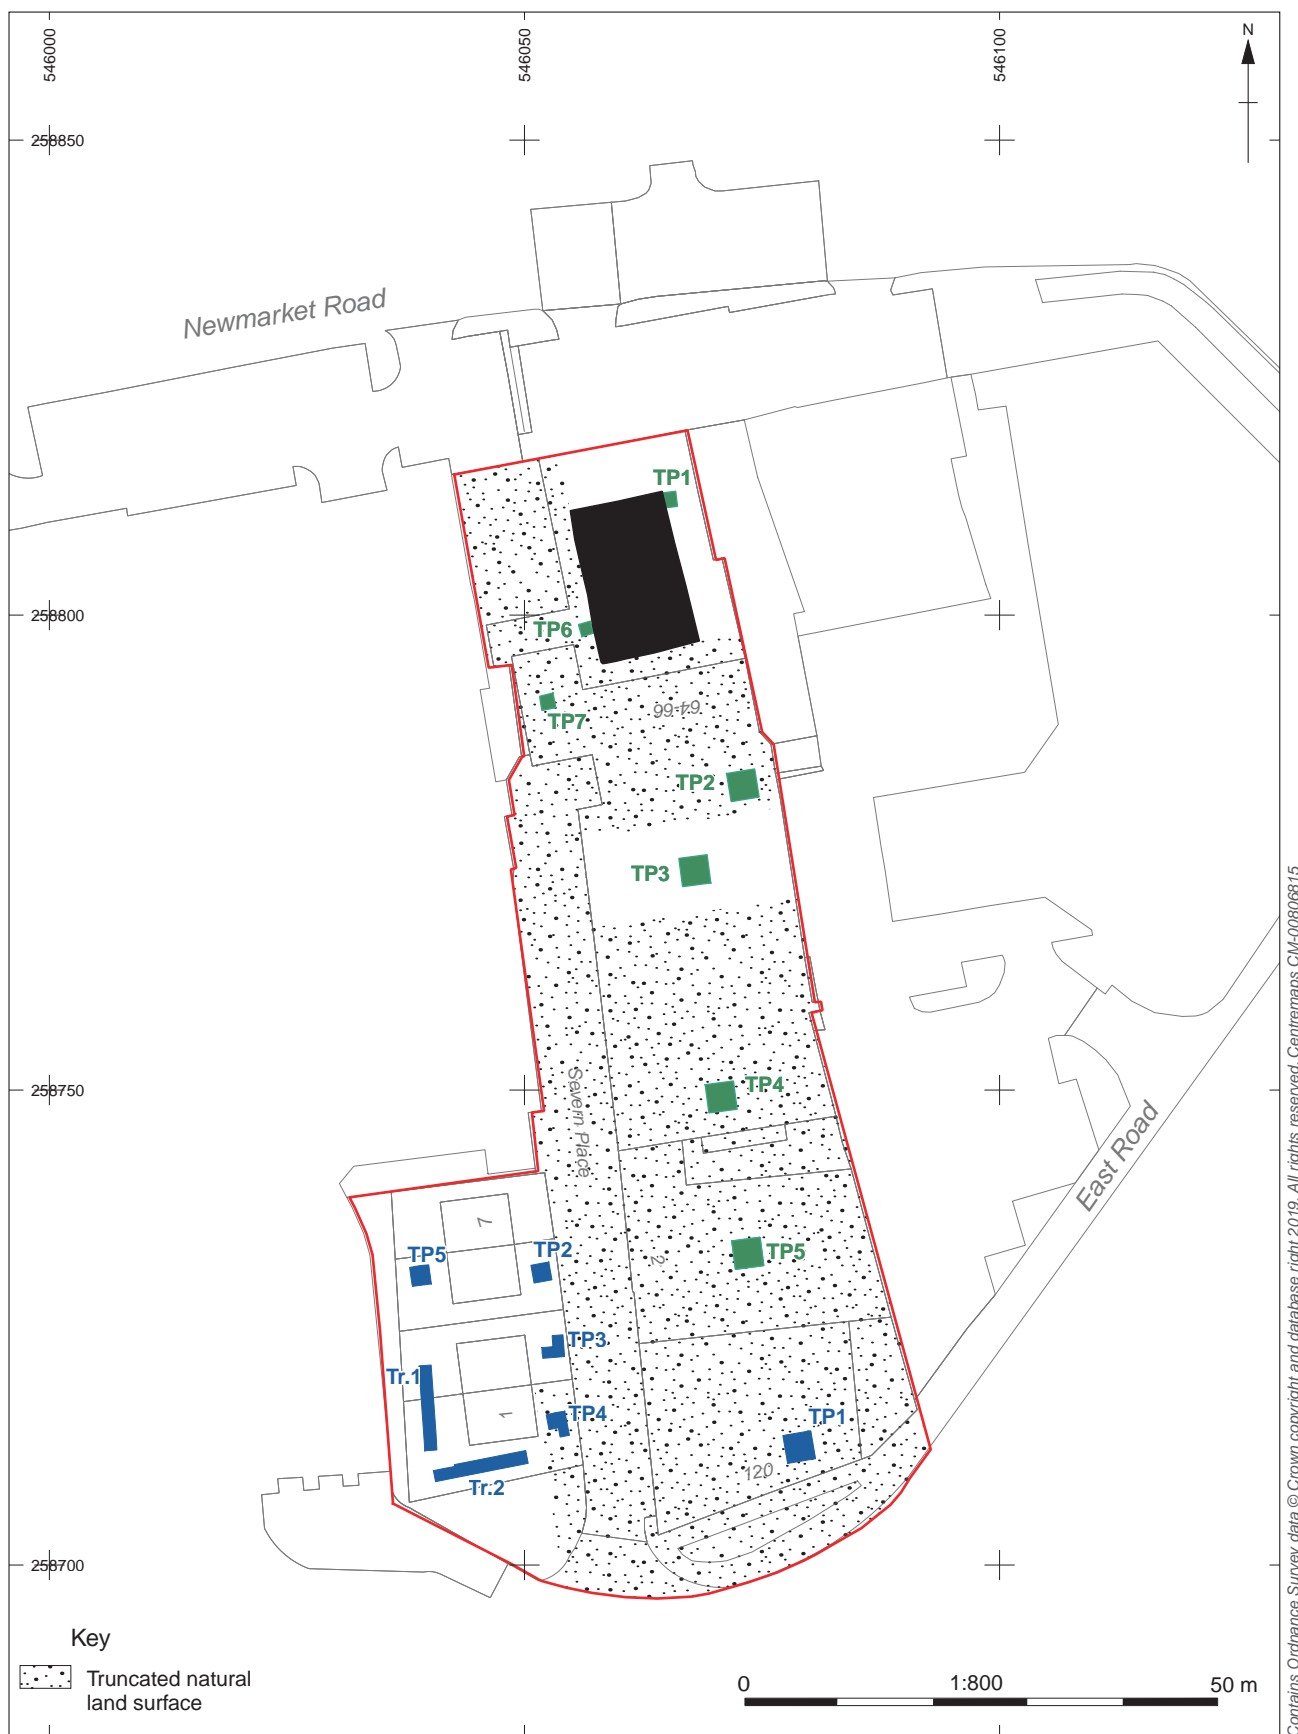 546000
546050
546100
N
258850
Newmarket Road
TP1
258800
TP6
TP7
64-66
TP2
TP3
258750
Severn Place
TP4
East Road
7
TP5
TP2
2
TP5
TP3
Tr.1
1
TP4
TP1
120
Tr.2
258700
Key
Truncated natural
land surface
0 1:800 50 m
Contains Ordnance Survey data © Crown copyright and database right 2019. All rights reserved. Centremaps CM-00806815